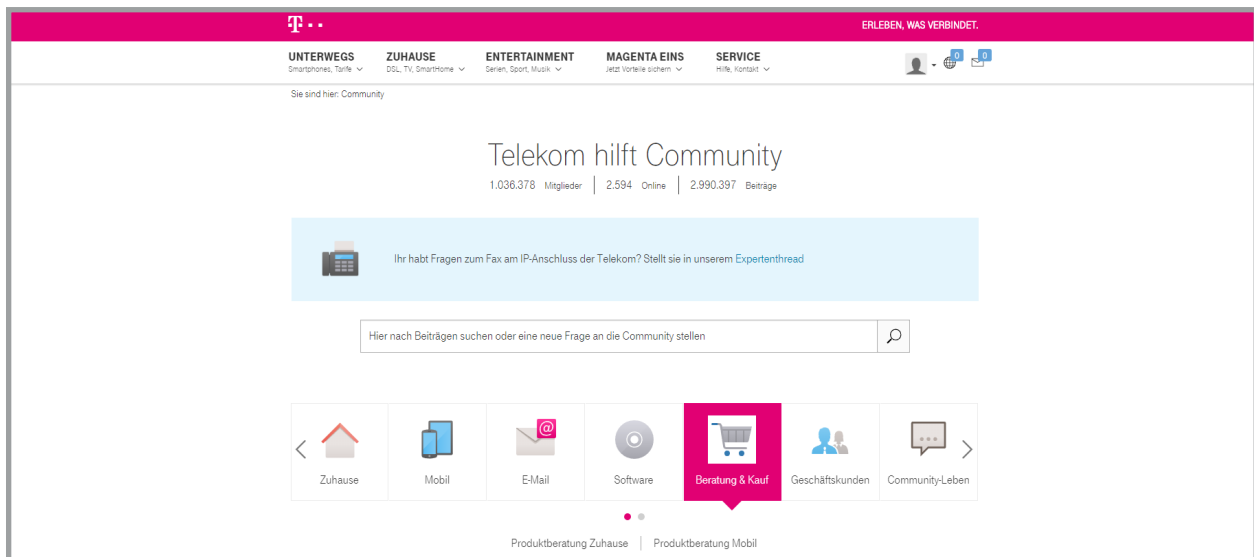 T
ERLEBEN, WAS VERBINDET.
UNTERWEGS ZUHAUSE ENTERTAINMENT MAGENTA EINS SERVICE
Smartphones, Tarife DSL, TV, SmartHome Serien, Sport, Musik Jetzt Vorteile sichern Hilfe, Kontakt
0 0
Sie sind hier: Community
Telekom hilft Community
1.036.378 Mitglieder 2.594 Online 2.990.397 Beiträge
Ihr habt Fragen zum Fax am IP-Anschluss der Telekom? Stellt sie in unserem Expertenthread
Hier nach Beiträgen suchen oder eine neue Frage an die Community stellen
@
Zuhause Mobil E-Mail Software Beratung & Kauf Geschäftskunden Community-Leben
Produktberatung Zuhause Produktberatung Mobil